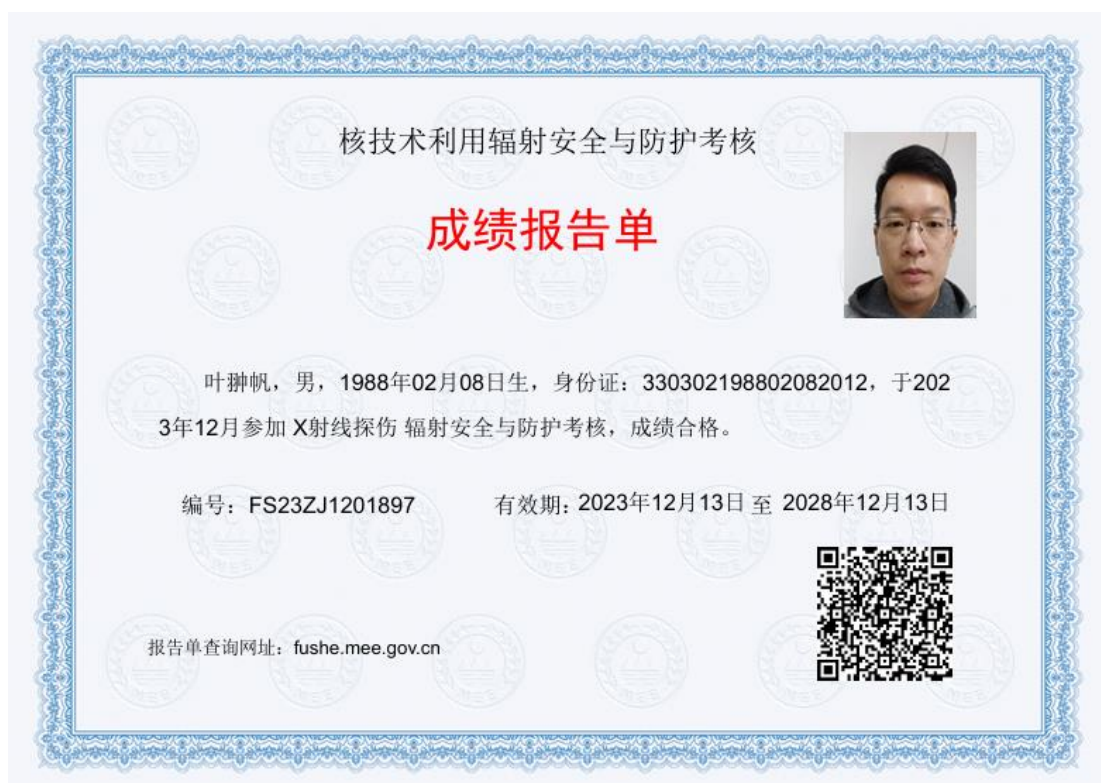 核技术利用辐射安全与防护考核
成绩报告单
叶翀帆，男，1988年02月08日生，身份证：330302198802082012，于202
3年12月参加 X射线探伤 辐射安全与防护考核，成绩合格。
编号：FS23ZJ1201897 有效期：2023年12月13日 至 2028年12月13日
报告单查询网址：fushe.mee.gov.cn